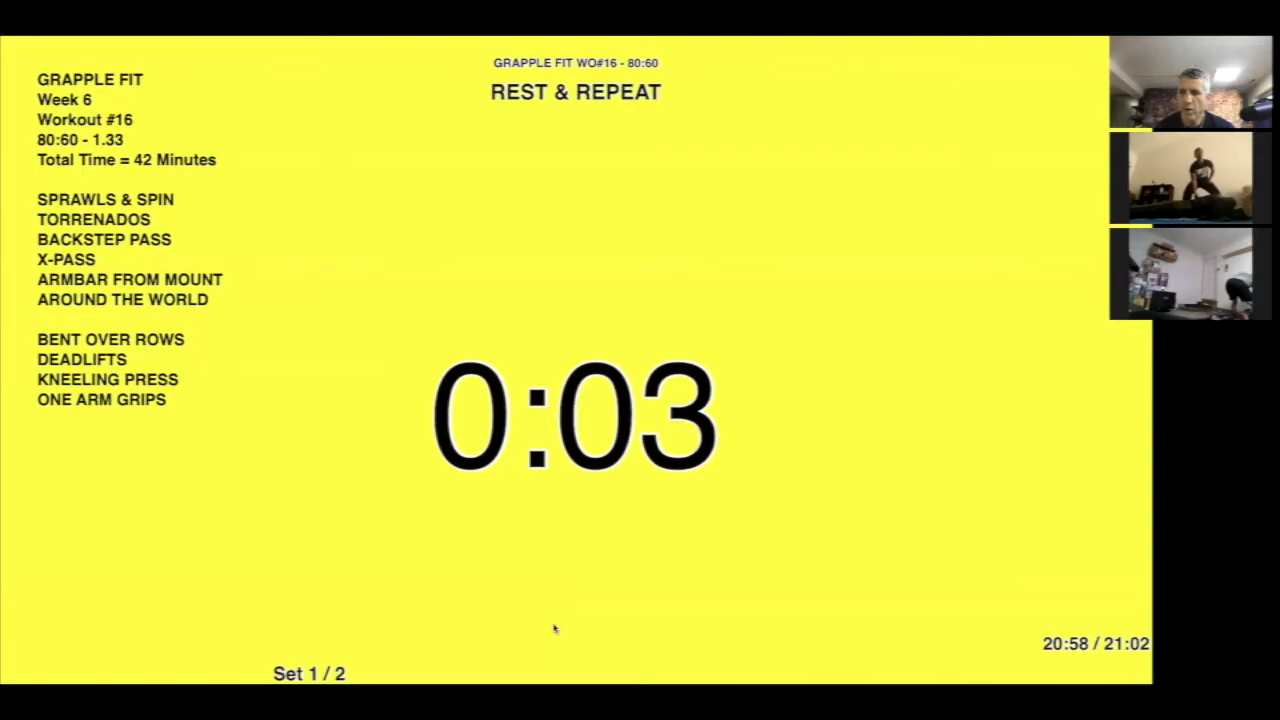 GRAPPLE FIT WO#16 - 80:60
REST & REPEAT
GRAPPLE FIT
Week 6
Workout #16
80:60 - 1.33
Total Time = 42 Minutes
SPRAWLS & SPIN
TORRENADOS
BACKSTEP PASS
X-PASS
ARMBAR FROM MOUNT
AROUND THE WORLD
BENT OVER ROWS
DEADLIFTS
KNEELING PRESS
ONE ARM GRIPS
0:03
20:58 / 21:02
Set 1 / 2